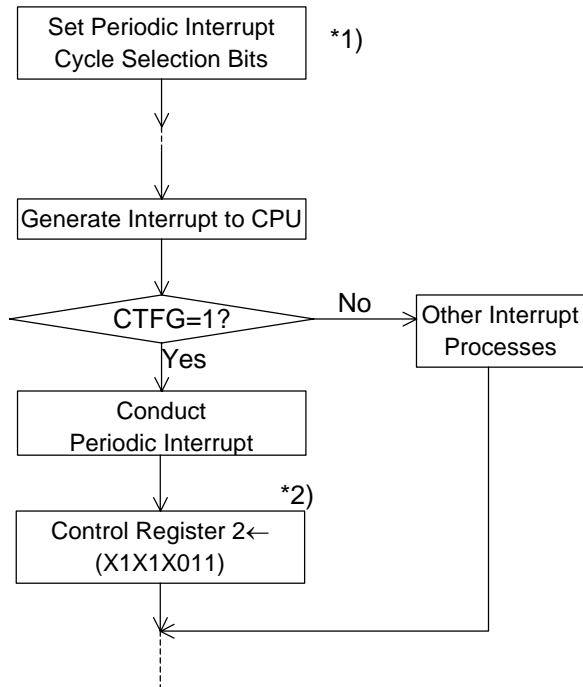 Set Periodic Interrupt
Cycle Selection Bits
*1)
Generate Interrupt to CPU
CTFG=1?
No
Other Interrupt
Processes
Yes
Conduct
Periodic Interrupt
*2)
Control Register 2←
(X1X1X011)